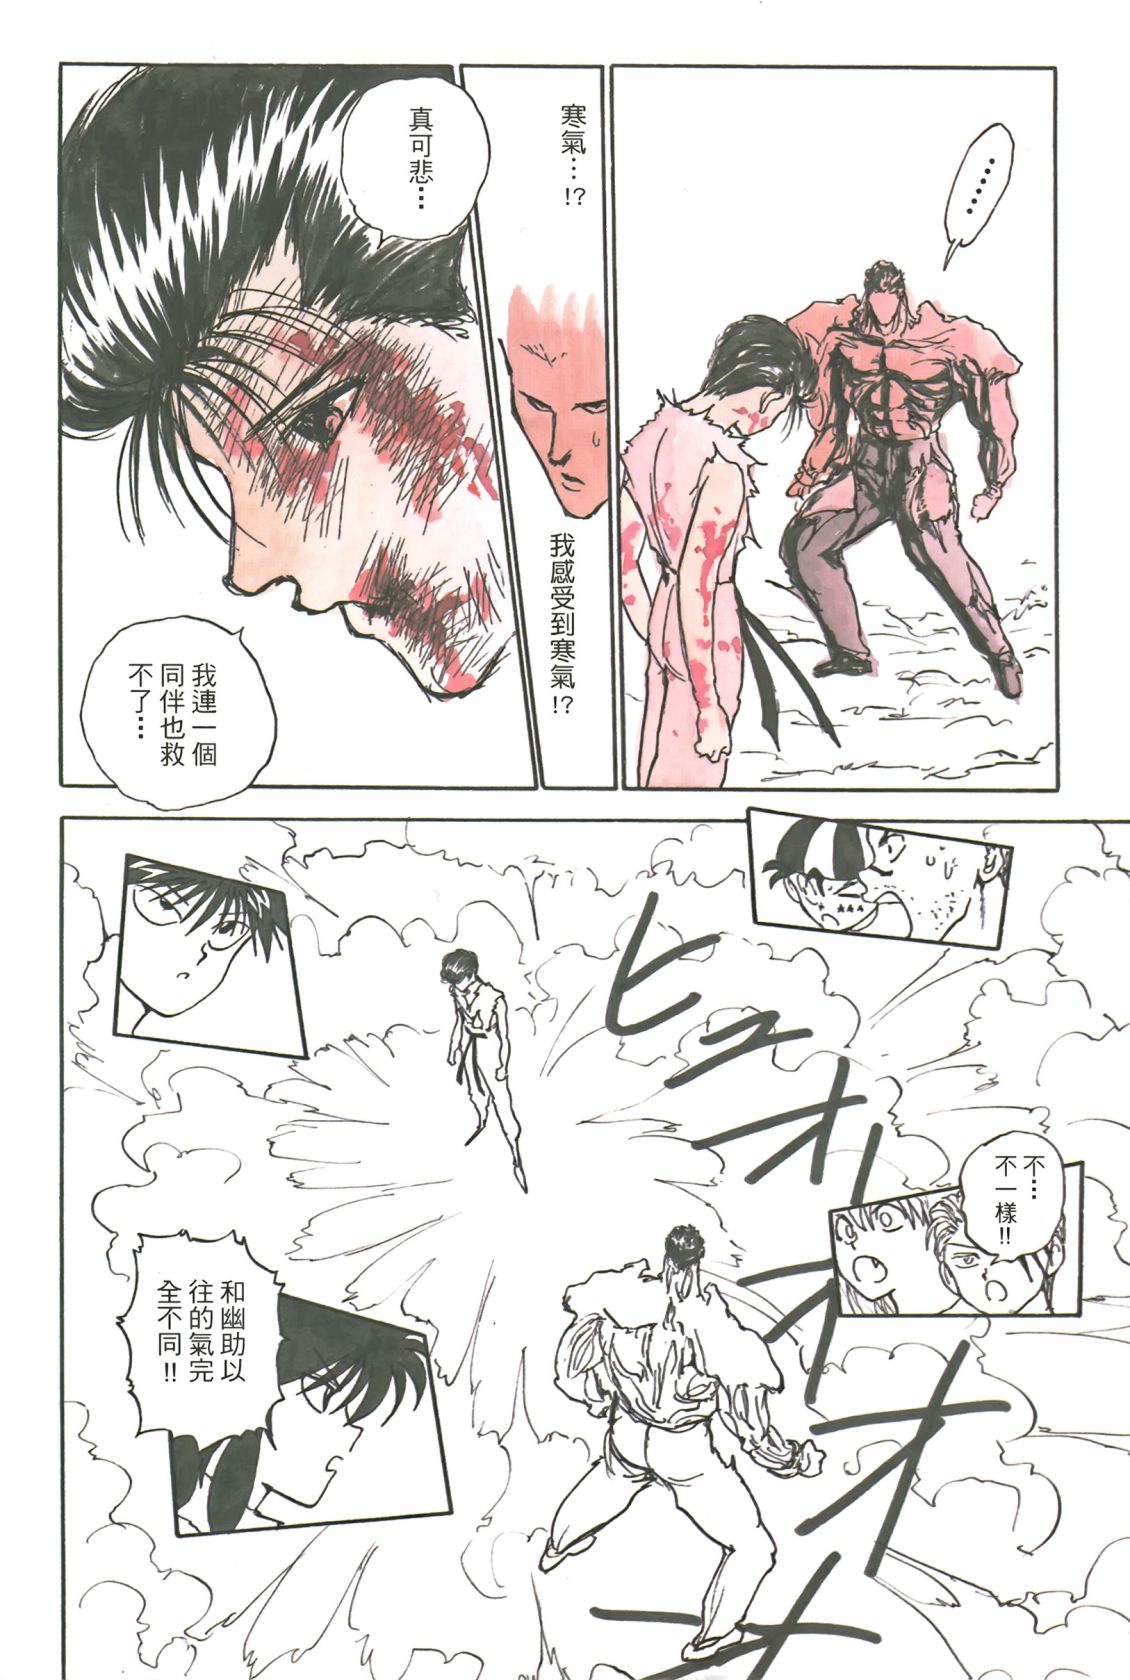 ……
寒氣…!?
我感受到寒氣!?
真可悲…
我連一個
同伴也救
不了…
ヒュオオオオオ
不…
不一樣!!
和幽助以
往的氣完
全不同!!